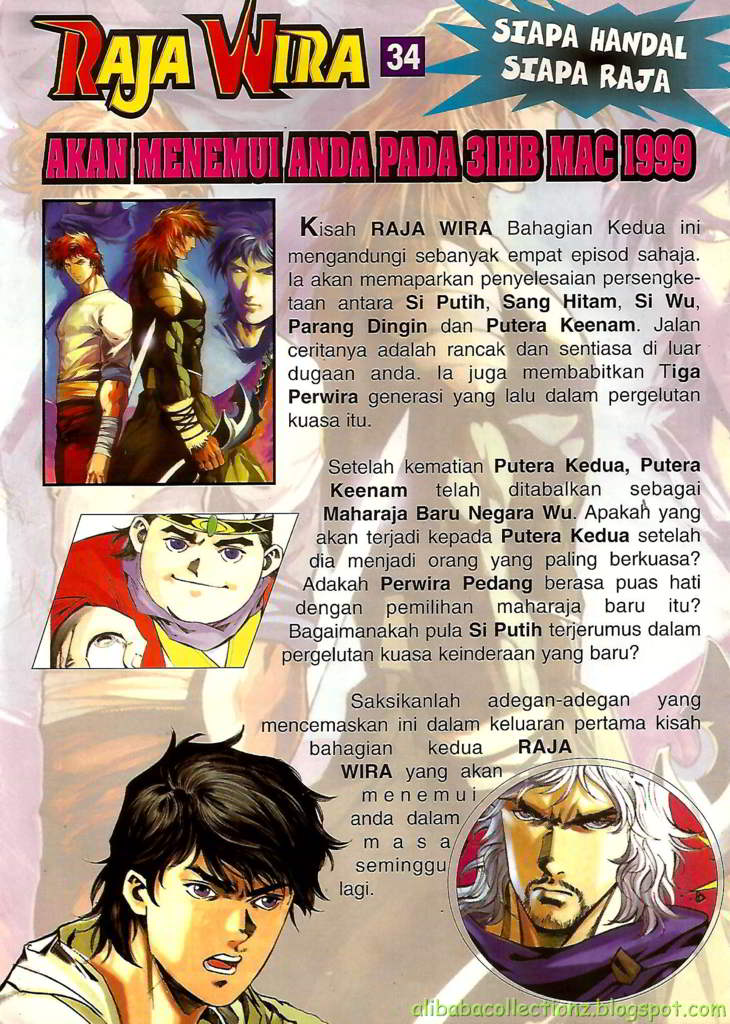 RAJA WIRA 34
SIAPA HANDAL
SIAPA RAJA
AKAN MENEMUI ANDA PADA 31HB MAC 1999
Kisah RAJA WIRA Bahagian Kedua ini
mengandungi sebanyak empat episod sahaja.
Ia akan memaparkan penyelesaian persengke-
taan antara Si Putih, Sang Hitam, Si Wu,
Parang Dingin dan Putera Keenam. Jalan
ceritanya adalah rancak dan sentiasa di luar
dugaan anda. Ia juga membabitkan Tiga
Perwira generasi yang lalu dalam pergelutan
kuasa itu.
Setelah kematian Putera Kedua, Putera
Keenam telah ditabalkan sebagai
Maharaja Baru Negara Wu. Apakah yang
akan terjadi kepada Putera Kedua setelah
dia menjadi orang yang paling berkuasa?
Adakah Perwira Pedang berasa puas hati
dengan pemilihan maharaja baru itu?
Bagaimanakah pula Si Putih terjerumus dalam
pergelutan kuasa keinderaan yang baru?
Saksikanlah adegan-adegan yang
mencemaskan ini dalam keluaran pertama kisah
bahagian kedua RAJA
WIRA yang akan
menemui
anda dalam
masa
seminggu
lagi.
alibabacollectionz.blogspot.com